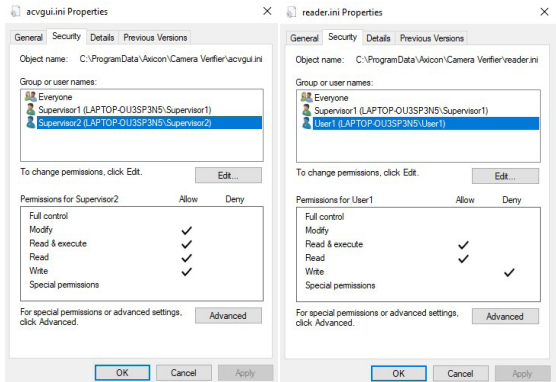 acvgui.ini Properties
General Security Details Previous Versions
Object name: C:\ProgramData\Axicon\Camera Verifier\acvgui.ini
Group or user names:
Everyone
Supervisor1 (LAPTOP-OU3SP3N5\Supervisor1)
Supervisor2 (LAPTOP-OU3SP3N5\Supervisor2)
To change permissions, click Edit.
Edit...
Permissions for Supervisor2 Allow Deny
Full control
Modify
Read & execute
Read
Write
Special permissions
For special permissions or advanced settings,
click Advanced.
Advanced
OK Cancel Apply
reader.ini Properties
General Security Details Previous Versions
Object name: C:\ProgramData\Axicon\Camera Verifier\reader.ini
Group or user names:
Everyone
Supervisor1 (LAPTOP-OU3SP3N5\Supervisor1)
User1 (LAPTOP-OU3SP3N5\User1)
To change permissions, click Edit.
Edit...
Permissions for User1 Allow Deny
Full control
Modify
Read & execute
Read
Write
Special permissions
For special permissions or advanced settings,
click Advanced.
Advanced
OK Cancel Apply